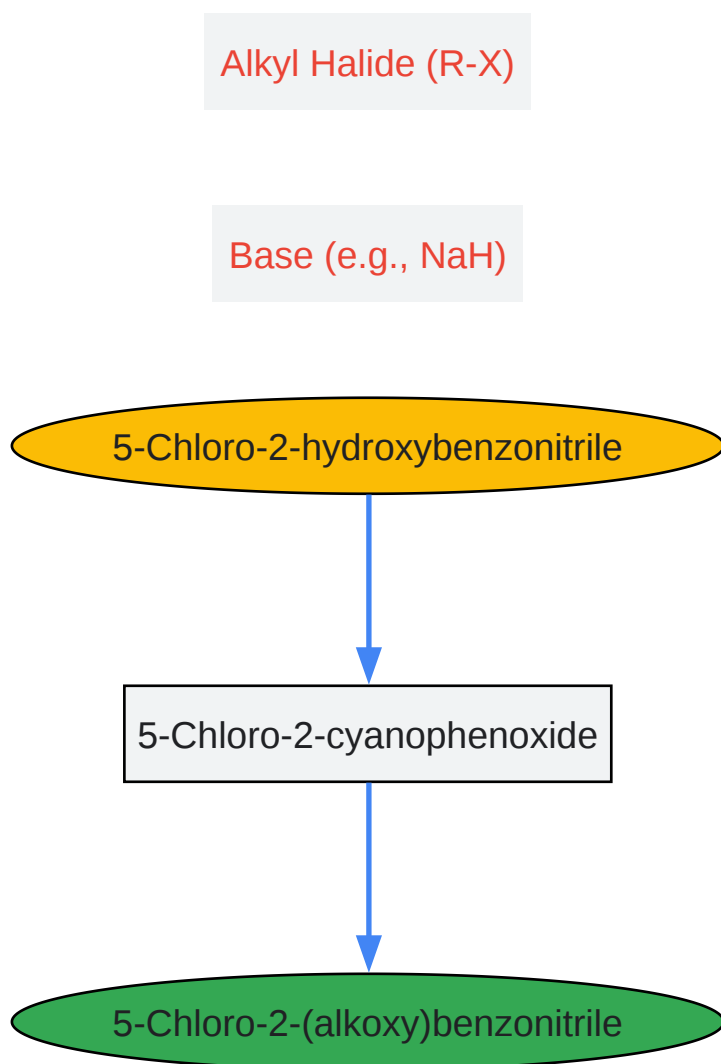 Alkyl Halide (R-X)
Base (e.g., NaH)
5-Chloro-2-hydroxybenzonitrile
5-Chloro-2-cyanophenoxide
5-Chloro-2-(alkoxy)benzonitrile